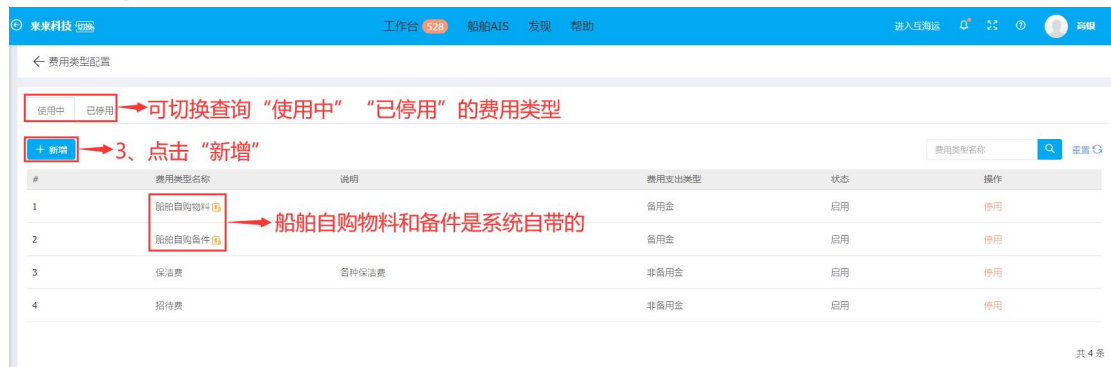 来来科技 切换 工作台 528 船舶AIS 发现 帮助 进入互海运 高银
费用类型配置
使用中 已停用 可切换查询“使用中”“已停用”的费用类型
+ 新增 3、点击“新增” 费用类型名称 重置
# 费用类型名称 说明 费用支出类型 状态 操作
1 船舶自购物料 备用金 启用 停用
船舶自购物料和备件是系统自带的
2 船舶自购备件 备用金 启用 停用
3 保洁费 各种保洁费 非备用金 启用 停用
4 招待费 非备用金 启用 停用
共 4 条